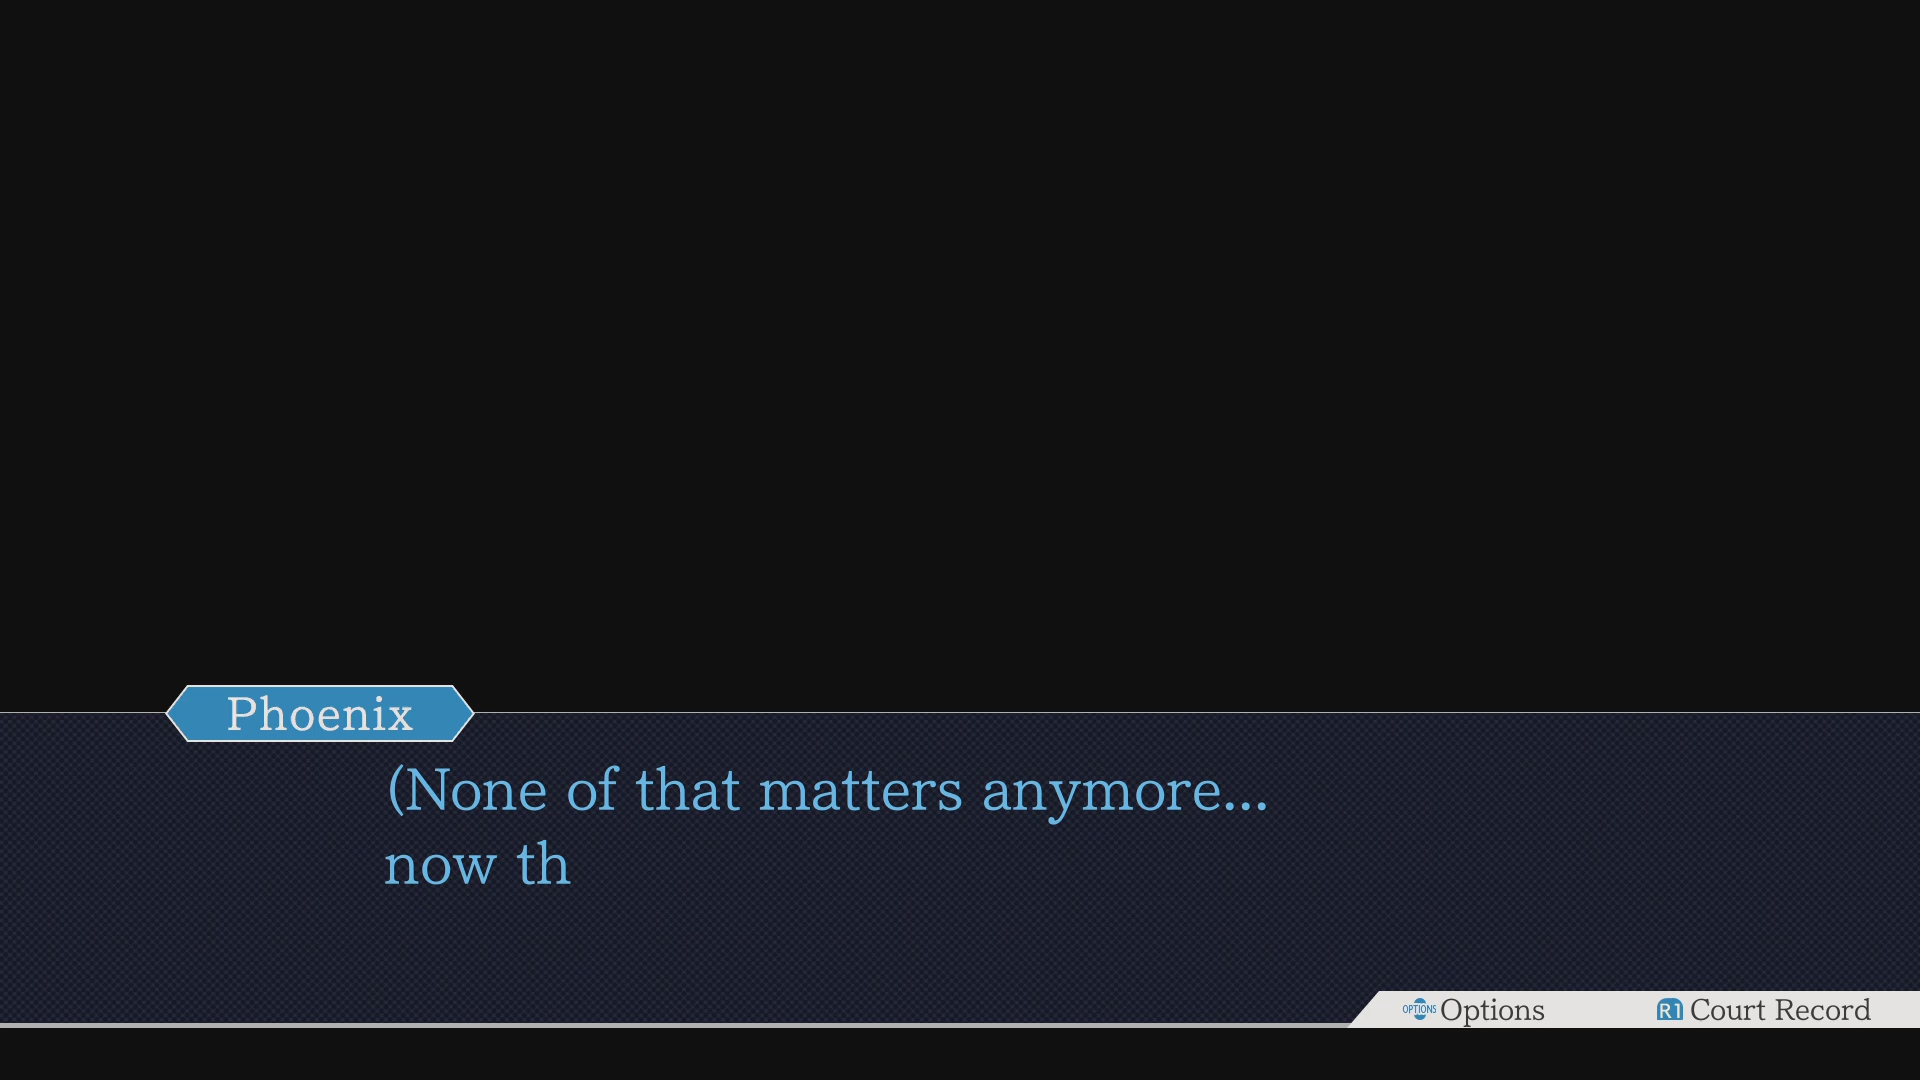 Phoenix
(None of that matters anymore...
now th
OPTIONS Options
R1 Court Record